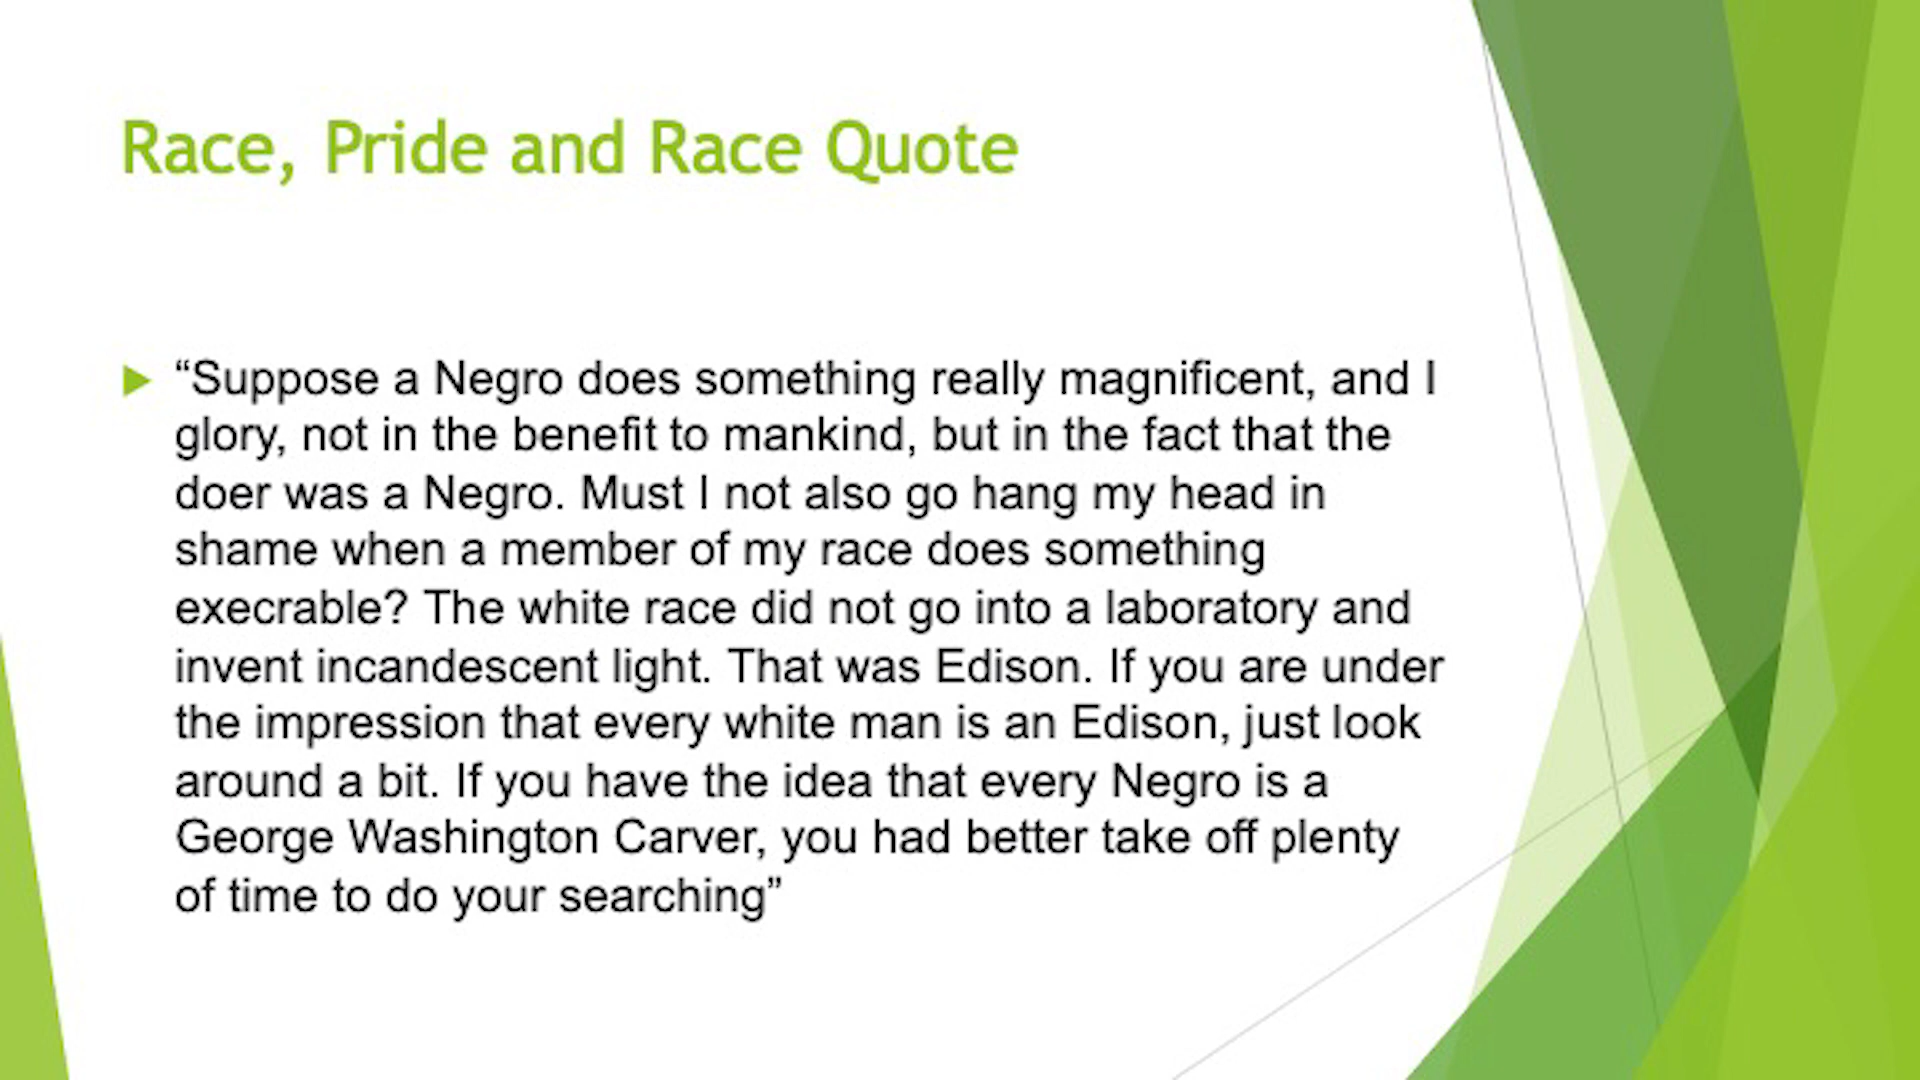 Race, Pride and Race Quote
“Suppose a Negro does something really magnificent, and I
glory, not in the benefit to mankind, but in the fact that the
doer was a Negro. Must I not also go hang my head in
shame when a member of my race does something
execrable? The white race did not go into a laboratory and
invent incandescent light. That was Edison. If you are under
the impression that every white man is an Edison, just look
around a bit. If you have the idea that every Negro is a
George Washington Carver, you had better take off plenty
of time to do your searching”